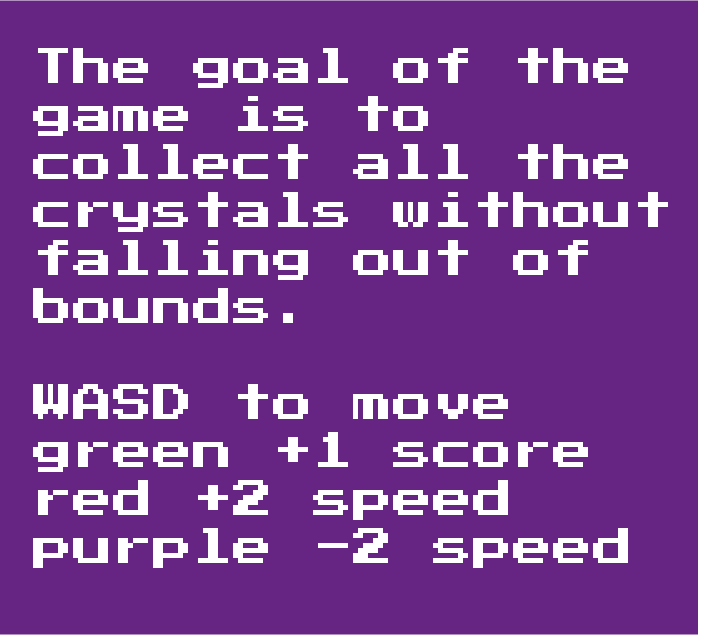 The goal of the
game is to
collect all the
crystals without
falling out of
bounds.
WASD to move
green +1 score
red +2 speed
purple -2 speed